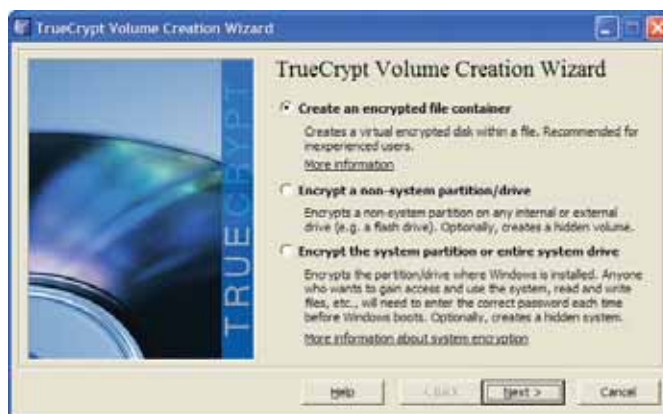 TrueCrypt Volume Creation Wizard
TRUECRYPT
TrueCrypt Volume Creation Wizard
Create an encrypted file container
Creates a virtual encrypted disk within a file. Recommended for
inexperienced users.
More information
Encrypt a non-system partition/drive
Encrypts a non-system partition on any internal or external
drive (e.g. a flash drive). Optionally, creates a hidden volume.
Encrypt the system partition or entire system drive
Encrypts the partition/drive where Windows is installed. Anyone
who wants to gain access and use the system, read and write
files, etc., will need to enter the correct password each time
before Windows boots. Optionally, creates a hidden system.
More information about system encryption
Help
< Back
Next >
Cancel